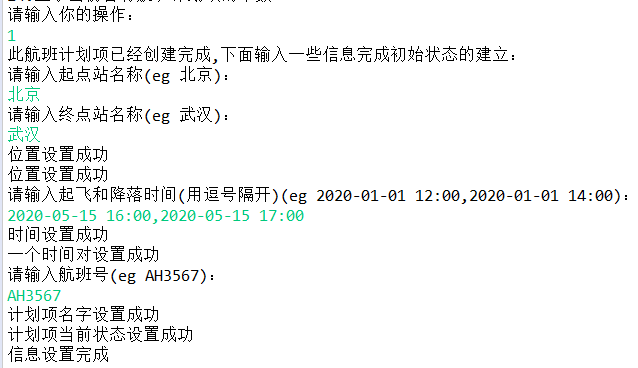 请输入你的操作：
1
此航班计划项已经创建完成,下面输入一些信息完成初始状态的建立：
请输入起点站名称(eg 北京)：
北京
请输入终点站名称(eg 武汉)：
武汉
位置设置成功
位置设置成功
请输入起飞和降落时间(用逗号隔开)(eg 2020-01-01 12:00,2020-01-01 14:00)：
2020-05-15 16:00,2020-05-15 17:00
时间设置成功
一个时间对设置成功
请输入航班号(eg AH3567)：
AH3567
计划项名字设置成功
计划项当前状态设置成功
信息设置完成